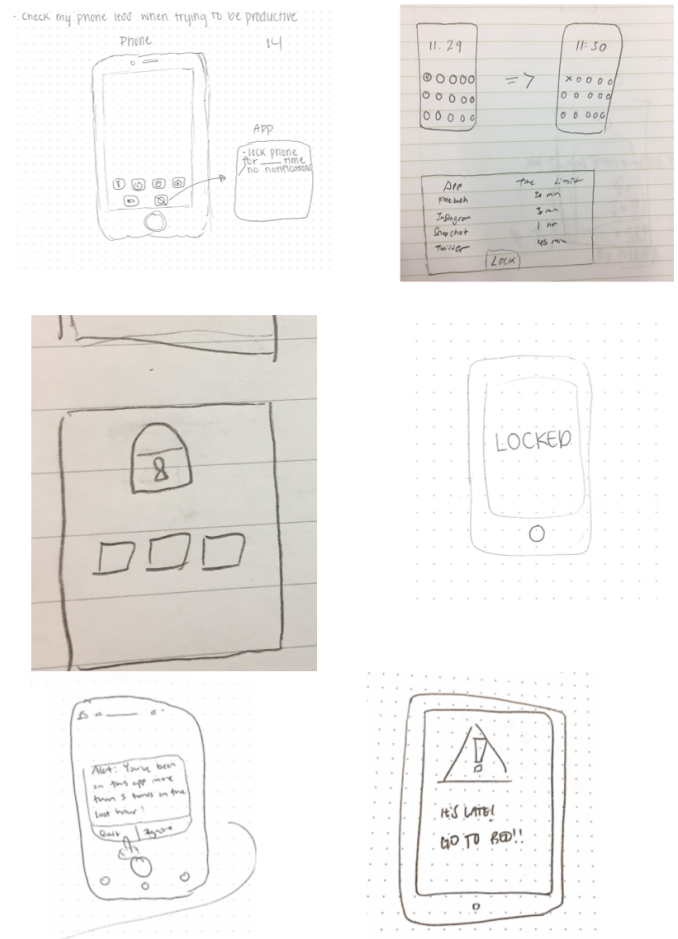 - Check my phone less when trying to be productive
Phone
14
APP
- lock phone
for ___ time
/ no notifications
11:29
=>
11:30
x
App Time Limit
Facebook 30 min
Instagram 30 min
Snapchat 1 hr
Twitter 45 min
LOCK
LOCKED
Alert: You've been
on this app more
than 5 times in the
last hour!
Quit Ignore
!
IT'S LATE!
GO TO BED!!